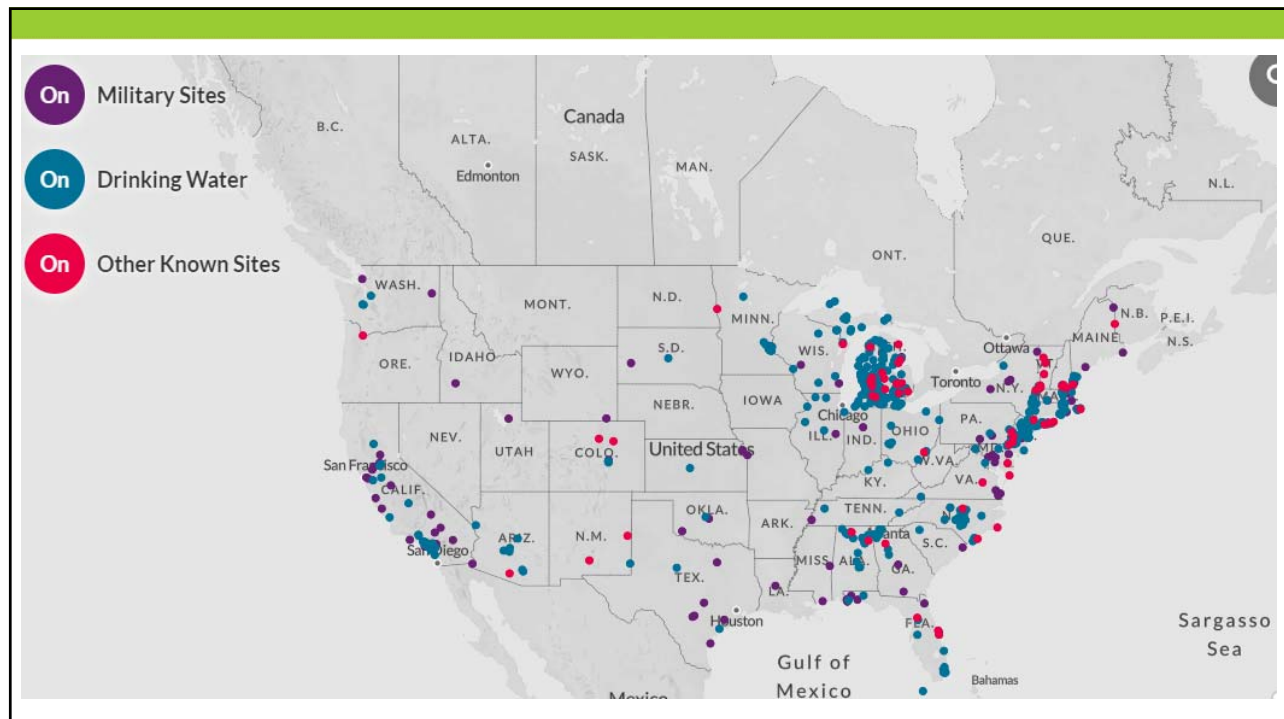 On Military Sites
On Drinking Water
On Other Known Sites
B.C.
ALTA.
Edmonton
Canada
SASK.
MAN.
ONT.
QUE.
N.L.
N.B.
P.E.I.
N.S.
MAINE
Ottawa
Toronto
WASH.
MONT.
N.D.
MINN.
ORE.
IDAHO
WYO.
S.D.
WIS.
N.Y.
NEBR.
IOWA
Chicago
PA.
NEV.
UTAH
COLO.
United States
ILL.
IND.
OHIO
W.VA.
VA.
San Francisco
CALIF.
KY.
San Diego
ARIZ.
N.M.
OKLA.
ARK.
TENN.
Atlanta
S.C.
TEX.
MISS.
ALA.
GA.
LA.
Houston
FLA.
Gulf of
Mexico
Bahamas
Sargasso
Sea
Mexico